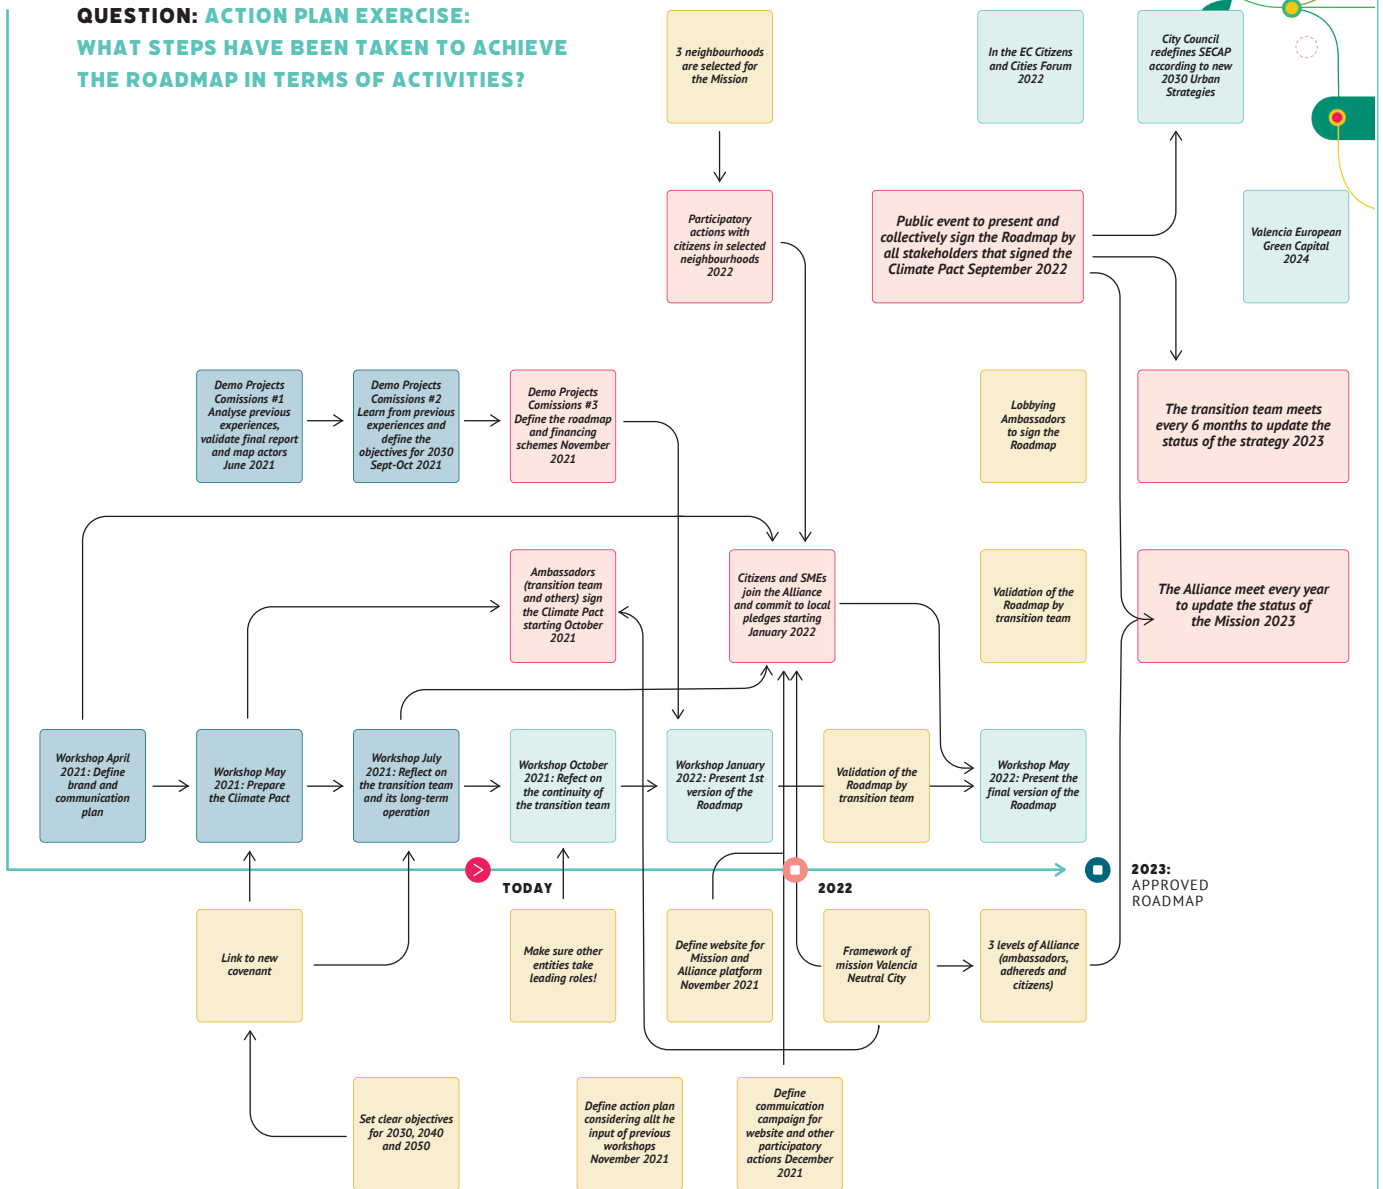 QUESTION: ACTION PLAN EXERCISE:
WHAT STEPS HAVE BEEN TAKEN TO ACHIEVE
THE ROADMAP IN TERMS OF ACTIVITIES?
3 neighbourhoods
are selected for
the Mission
In the EC Citizens
and Cities Forum
2022
City Council
redefines SECAP
according to new
2030 Urban
Strategies
Participatory
actions with
citizens in selected
neighbourhoods
2022
Public event to present and
collectively sign the Roadmap by
all stakeholders that signed the
Climate Pact September 2022
Valencia European
Green Capital
2024
Demo Projects
Comissions #1
Analyse previous
experiences,
validate final report
and map actors
June 2021
Demo Projects
Comissions #2
Learn from previous
experiences and
define the
objectives for 2030
Sept-Oct 2021
Demo Projects
Comissions #3
Define the roadmap
and financing
schemes November
2021
Lobbying
Ambassadors
to sign the
Roadmap
The transition team meets
every 6 months to update the
status of the strategy 2023
Ambassadors
(transition team
and others) sign
the Climate Pact
starting October
2021
Citizens and SMEs
join the Alliance
and commit to local
pledges starting
January 2022
Validation of the
Roadmap by
transition team
The Alliance meet every year
to update the status of
the Mission 2023
Workshop April
2021: Define
brand and
communication
plan
Workshop May
2021: Prepare
the Climate Pact
Workshop July
2021: Reflect on
the transition team
and its long-term
operation
Workshop October
2021: Refect on
the continuity of
the transition team
Workshop January
2022: Present 1st
version of the
Roadmap
Validation of the
Roadmap by
transition team
Workshop May
2022: Present the
final version of the
Roadmap
TODAY
2022
2023:
APPROVED
ROADMAP
Link to new
covenant
Make sure other
entities take
leading roles!
Define website for
Mission and
Alliance platform
November 2021
Framework of
mission Valencia
Neutral City
3 levels of Alliance
(ambassadors,
adhereds and
citizens)
Set clear objectives
for 2030, 2040
and 2050
Define action plan
considering allt he
input of previous
workshops
November 2021
Define
commuication
campaign for
website and other
participatory
actions December
2021